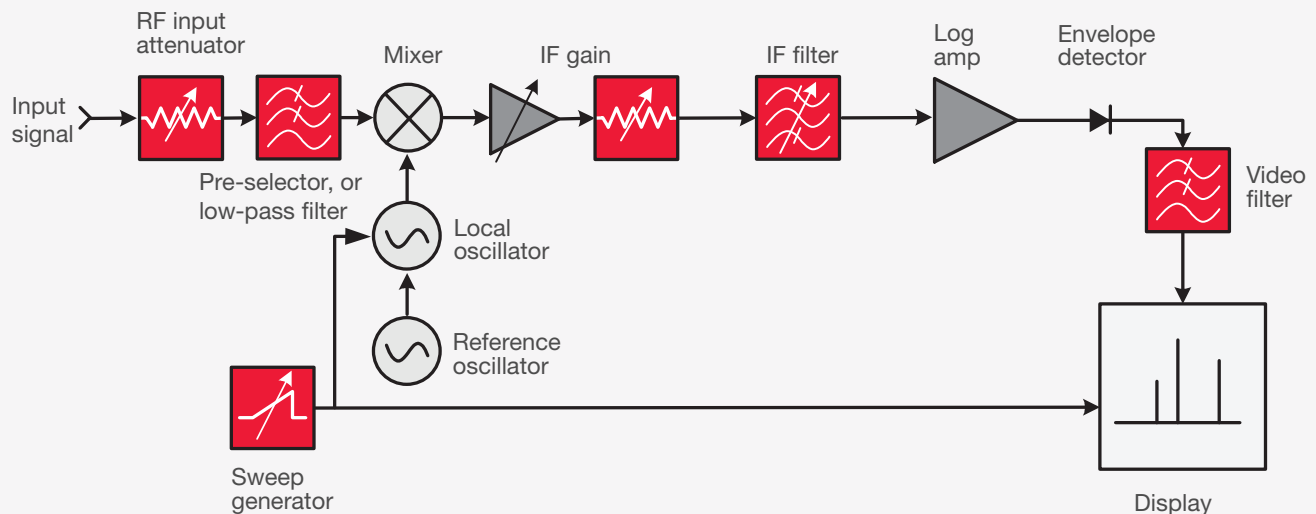 RF input
attenuator
Mixer
IF gain
IF filter
Log
amp
Envelope
detector
Input
signal
Pre-selector, or
low-pass filter
Video
filter
Local
oscillator
Reference
oscillator
Sweep
generator
Display